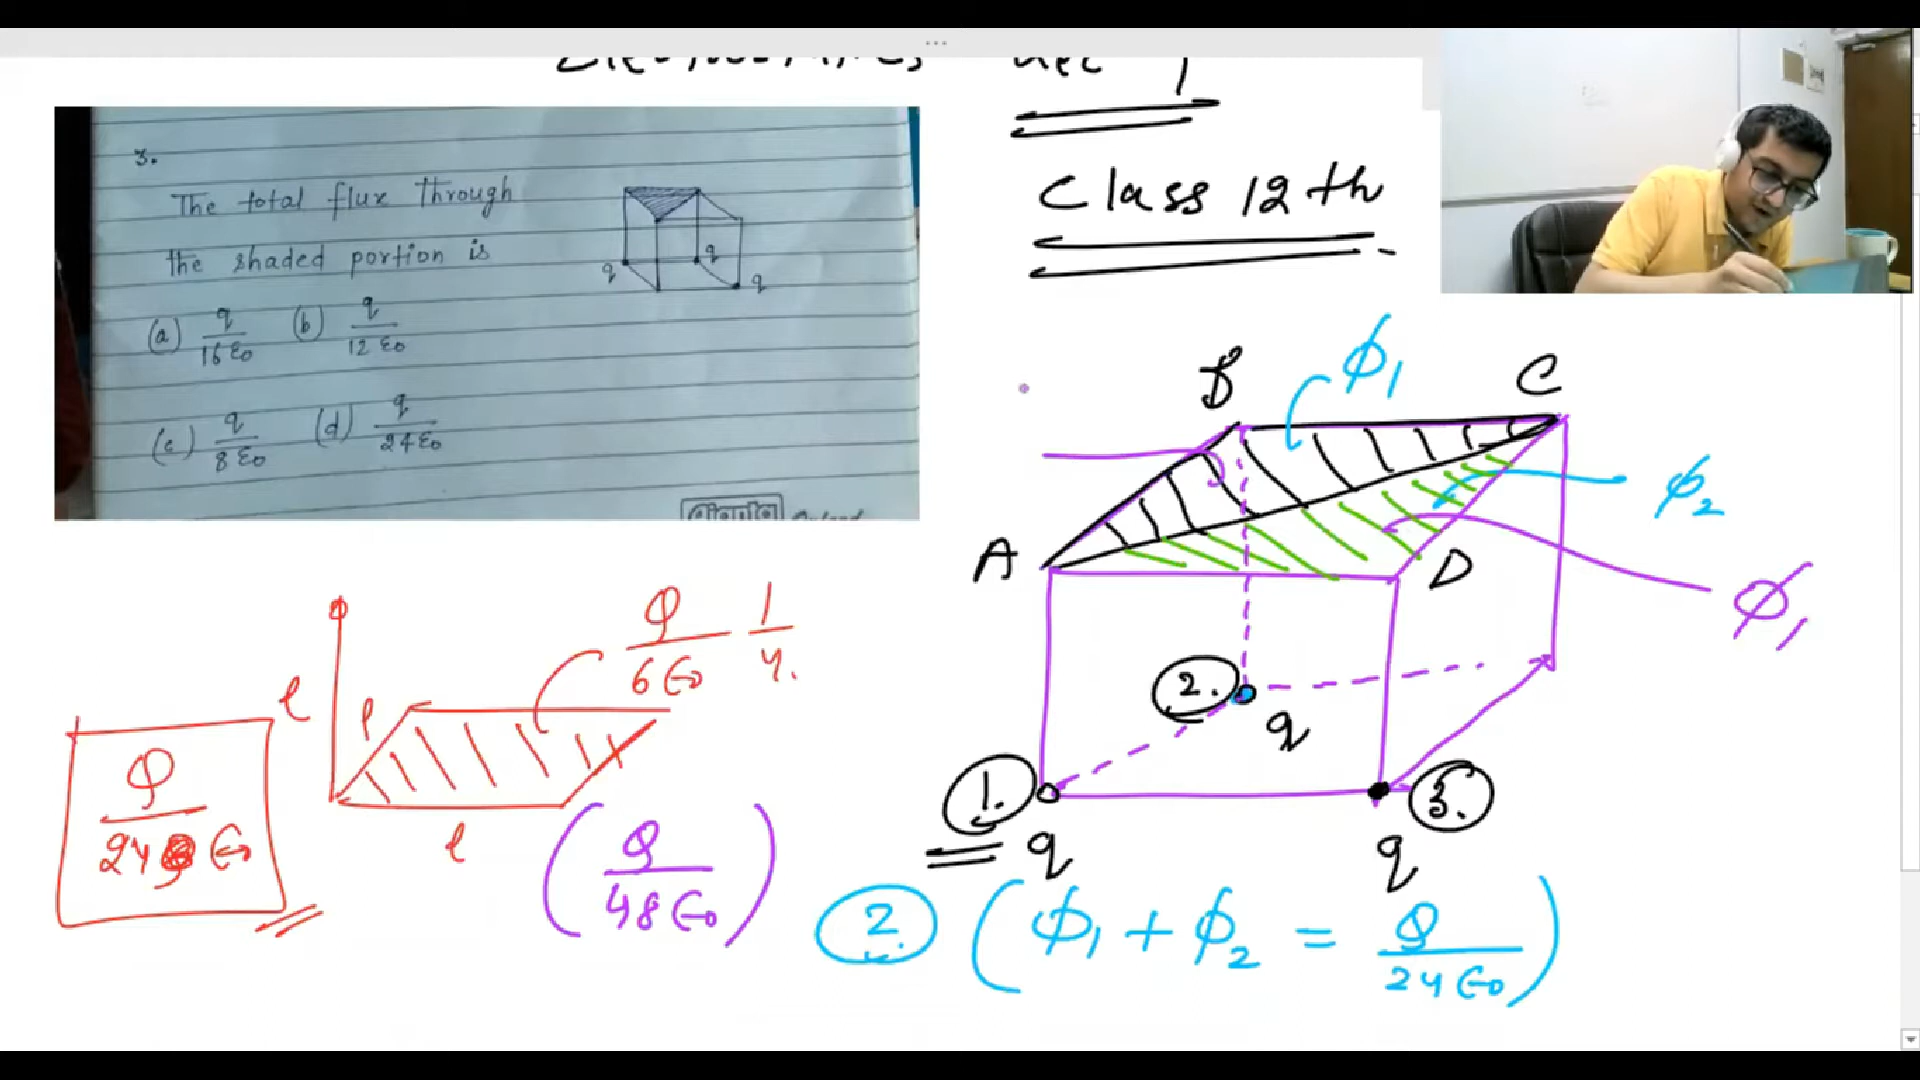 Class 12th
3.
The total flux through
the shaded portion is
(a) q/16ε₀ (b) q/12ε₀
(c) q/8ε₀ (d) q/24ε₀
q
q
q
B
C
ϕ₁
ϕ₂
A
D
ϕ₁
Q/6ε₀ 1/4.
l
l
l
Q/24ε₀
(Q/48ε₀)
2.
q
1.
q
3.
q
2. (ϕ₁ + ϕ₂ = Q/24ε₀)